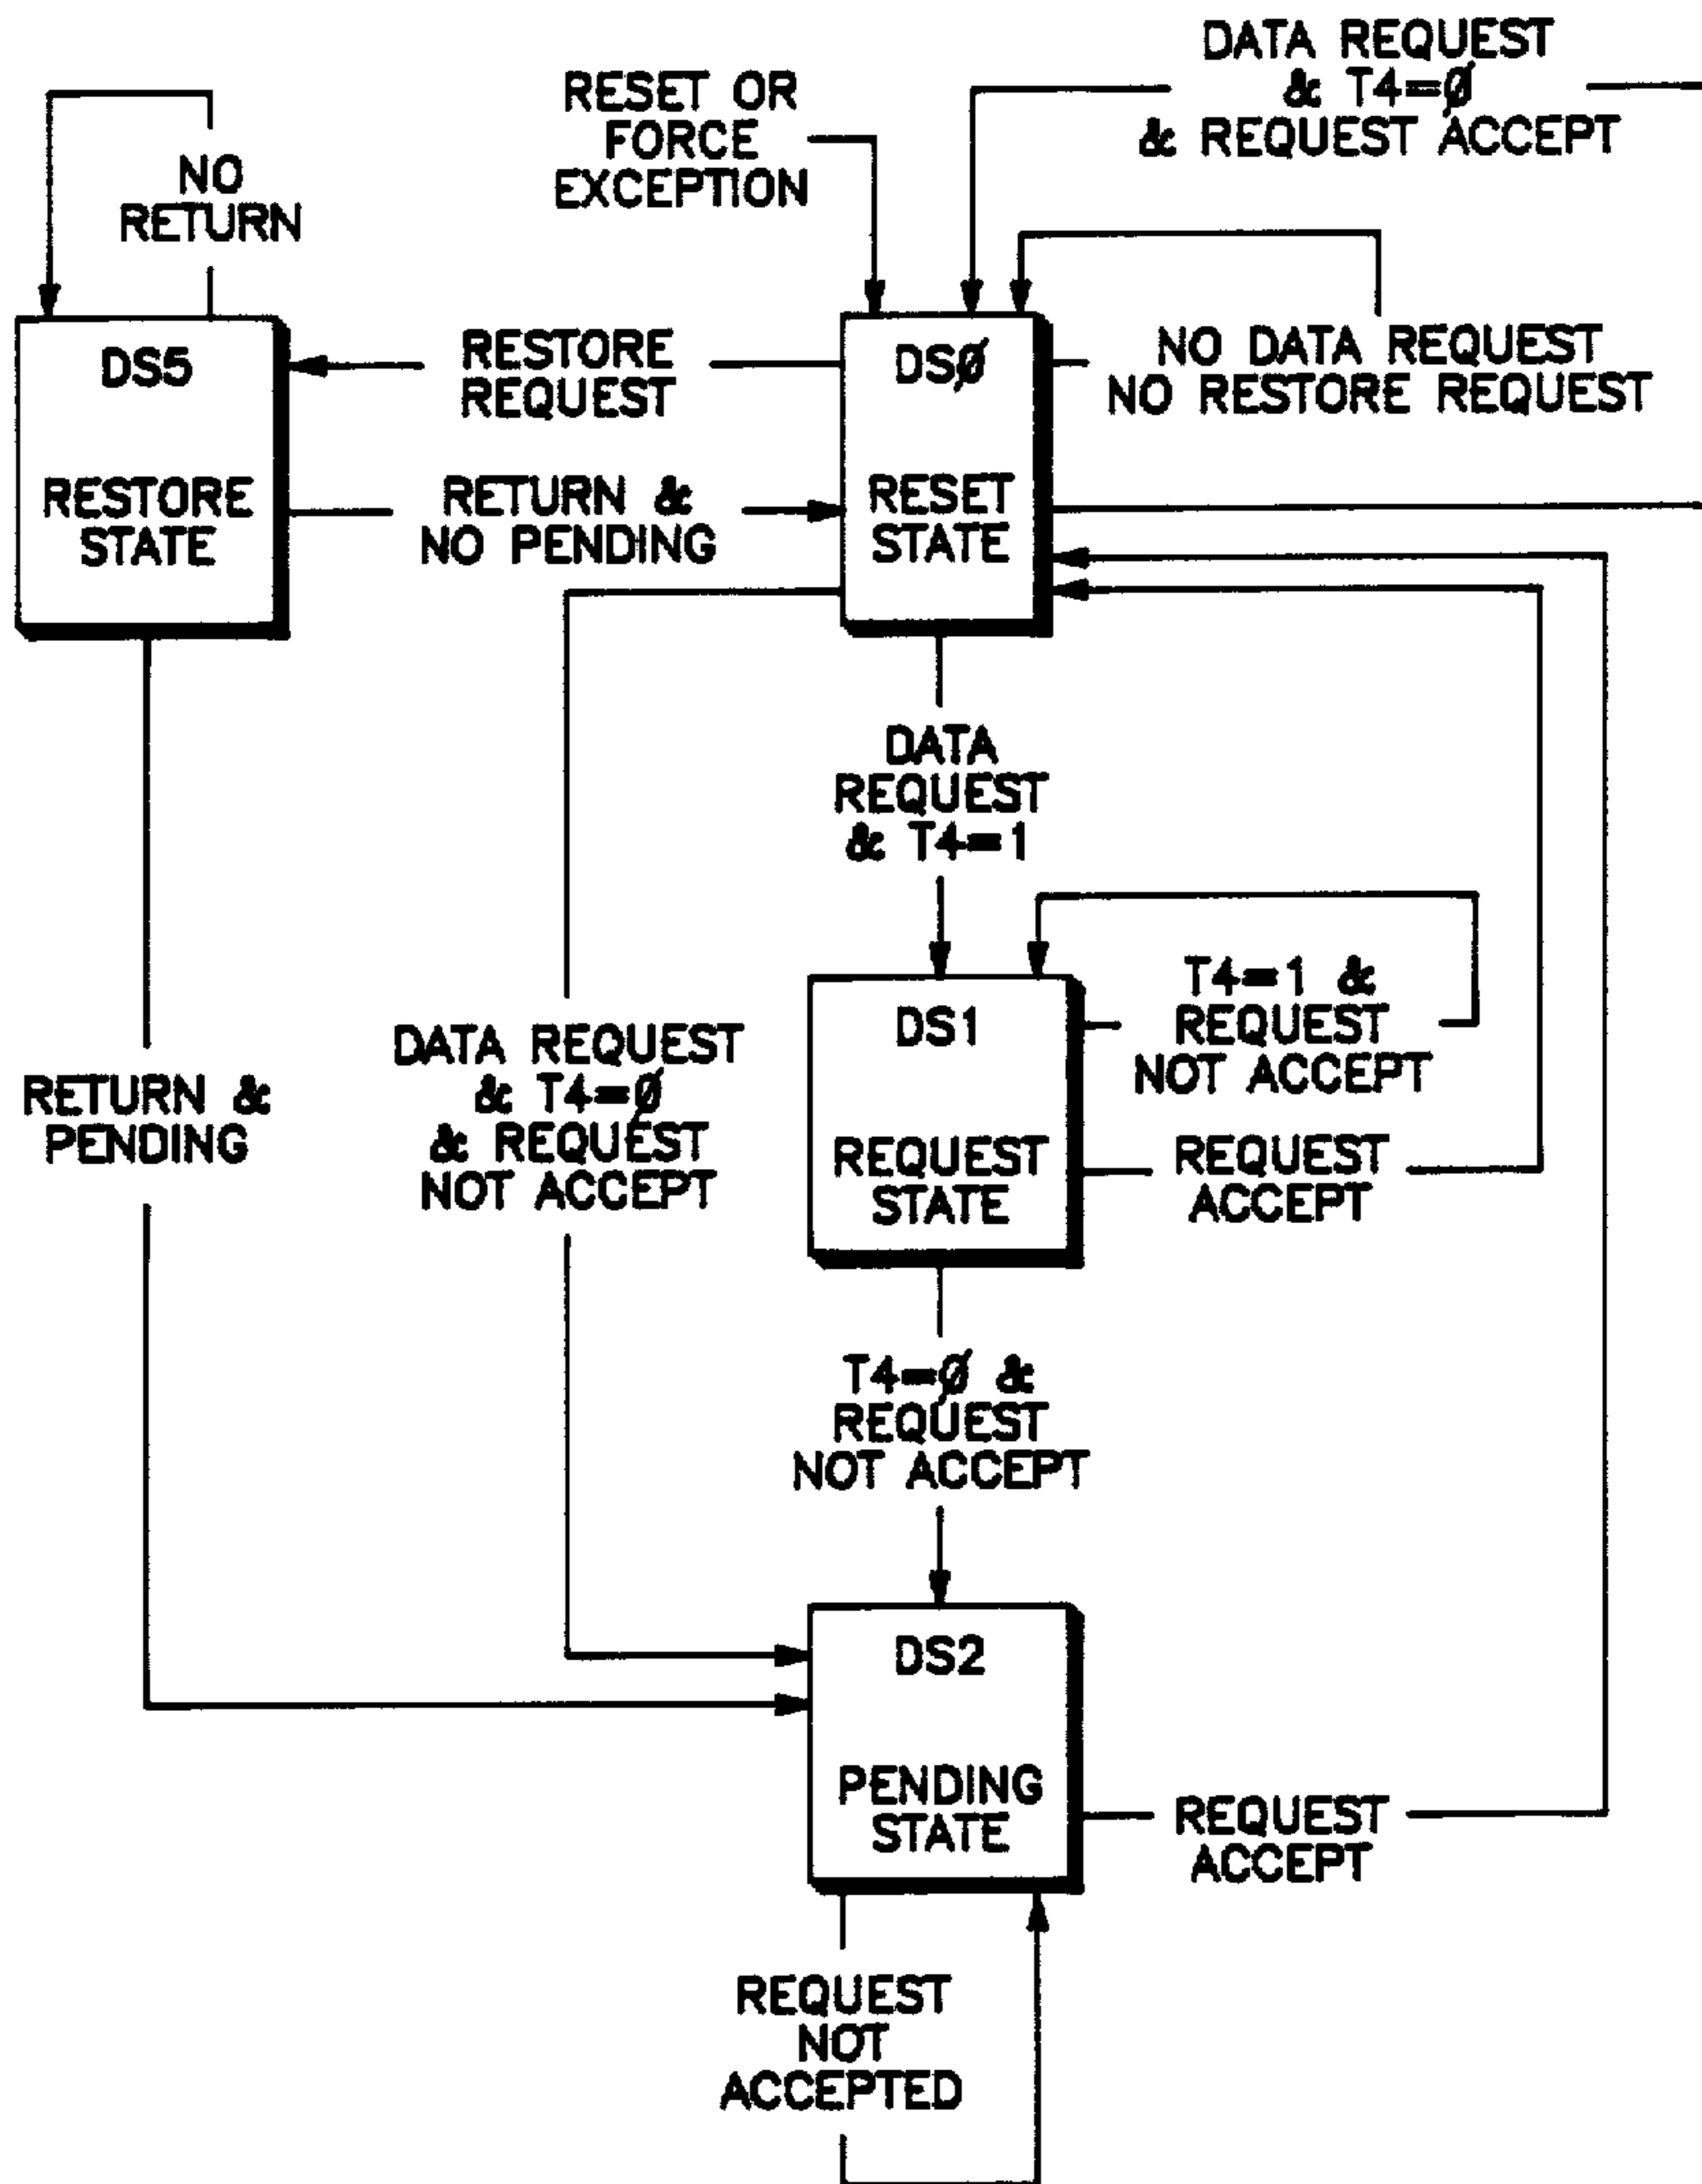 DATA REQUEST
& T4=Ø
& REQUEST ACCEPT
RESET OR
FORCE
EXCEPTION
NO
RETURN
DS5
RESTORE
STATE
RESTORE
REQUEST
RETURN &
NO PENDING
DSØ
RESET
STATE
NO DATA REQUEST
NO RESTORE REQUEST
DATA
REQUEST
& T4=1
RETURN &
PENDING
DATA REQUEST
& T4=Ø
& REQUEST
NOT ACCEPT
DS1
REQUEST
STATE
T4=1 &
REQUEST
NOT ACCEPT
REQUEST
ACCEPT
T4=Ø &
REQUEST
NOT ACCEPT
DS2
PENDING
STATE
REQUEST
ACCEPT
REQUEST
NOT
ACCEPTED